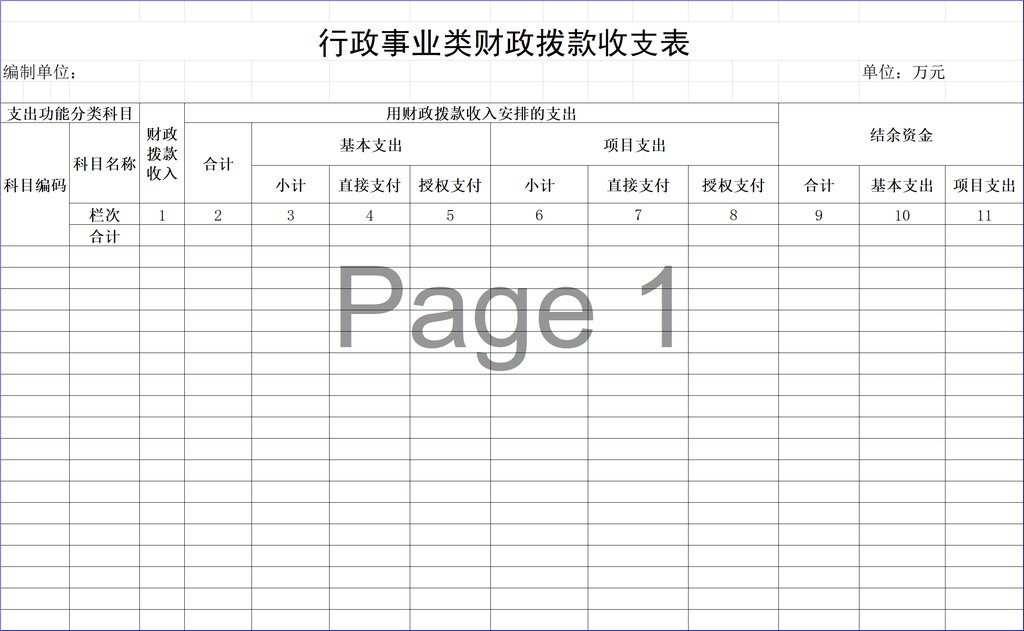 行政事业类财政拨款收支表
编制单位： 单位：万元
支出功能分类科目 财政拨款收入 用财政拨款收入安排的支出 结余资金
科目编码 科目名称 合计 基本支出 项目支出
小计 直接支付 授权支付 小计 直接支付 授权支付 合计 基本支出 项目支出
栏次 1 2 3 4 5 6 7 8 9 10 11
合计
Page 1